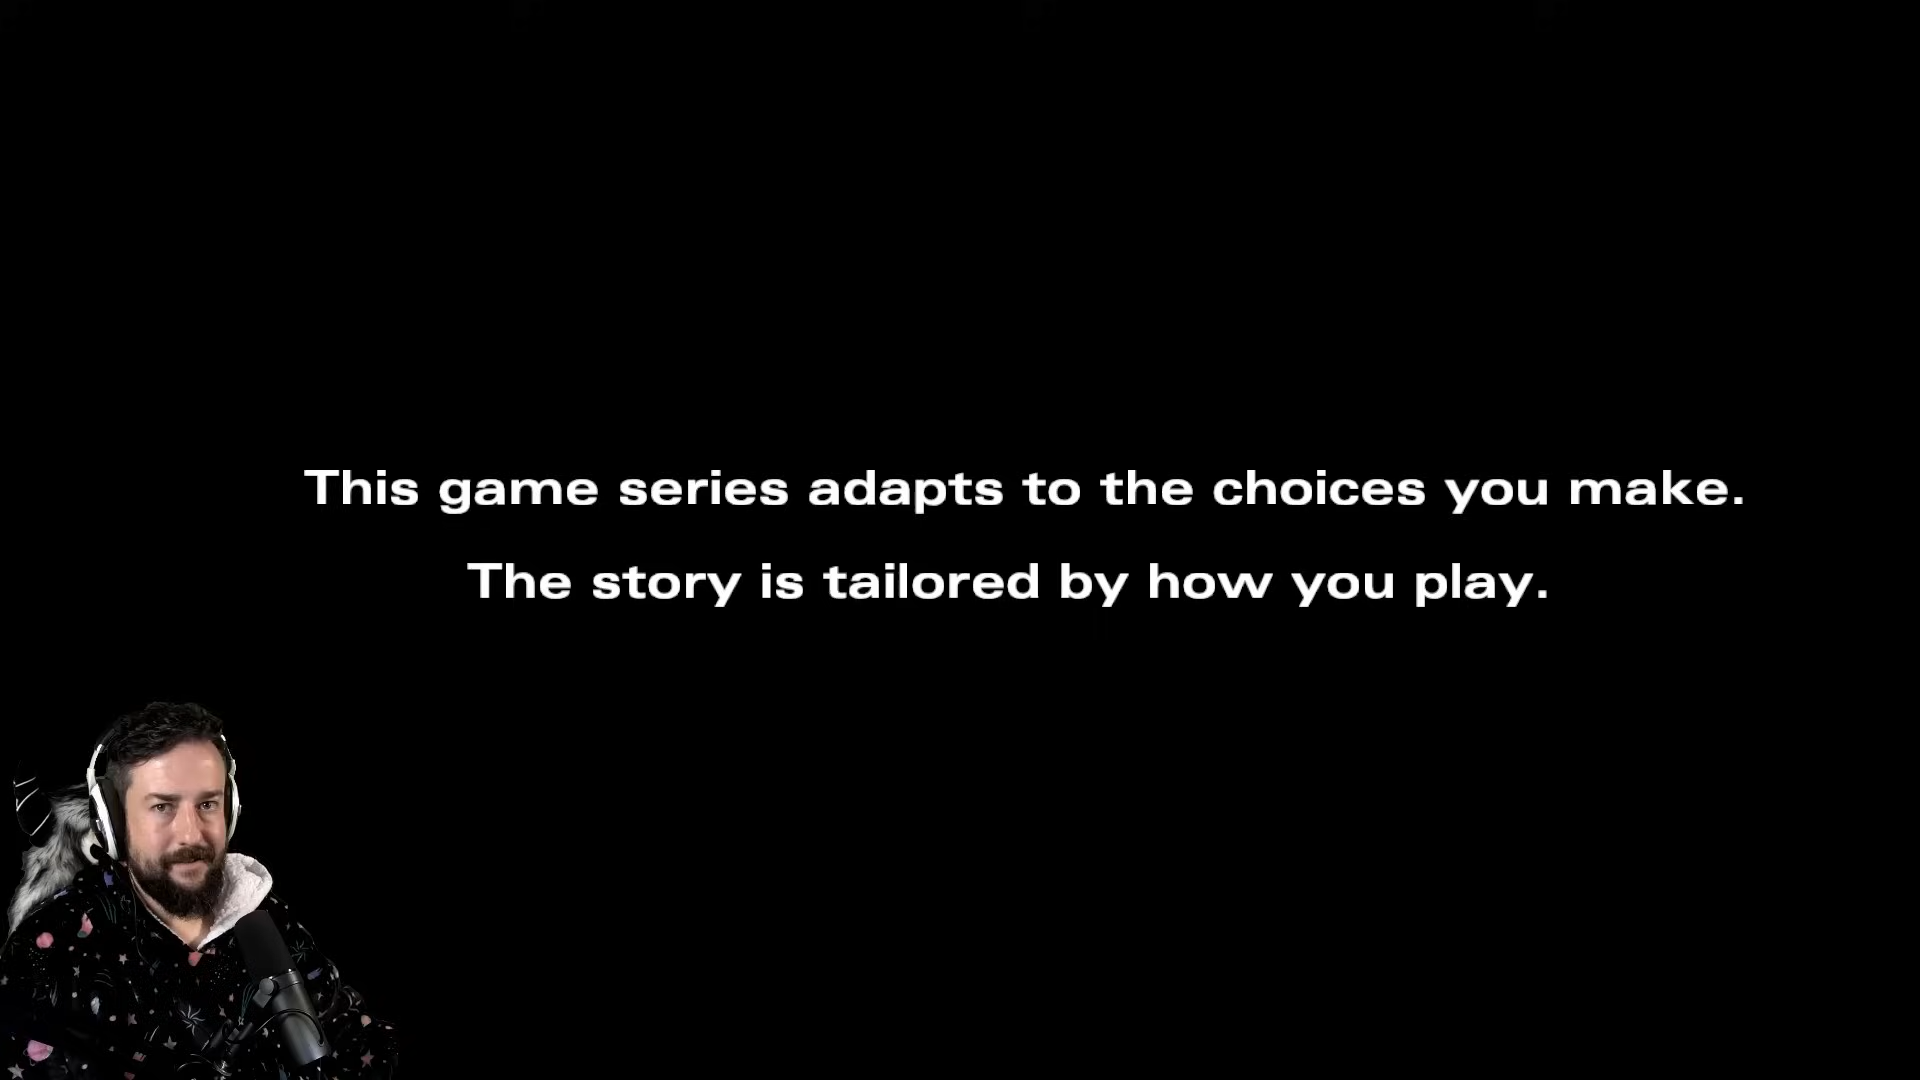 This game series adapts to the choices you make.
The story is tailored by how you play.